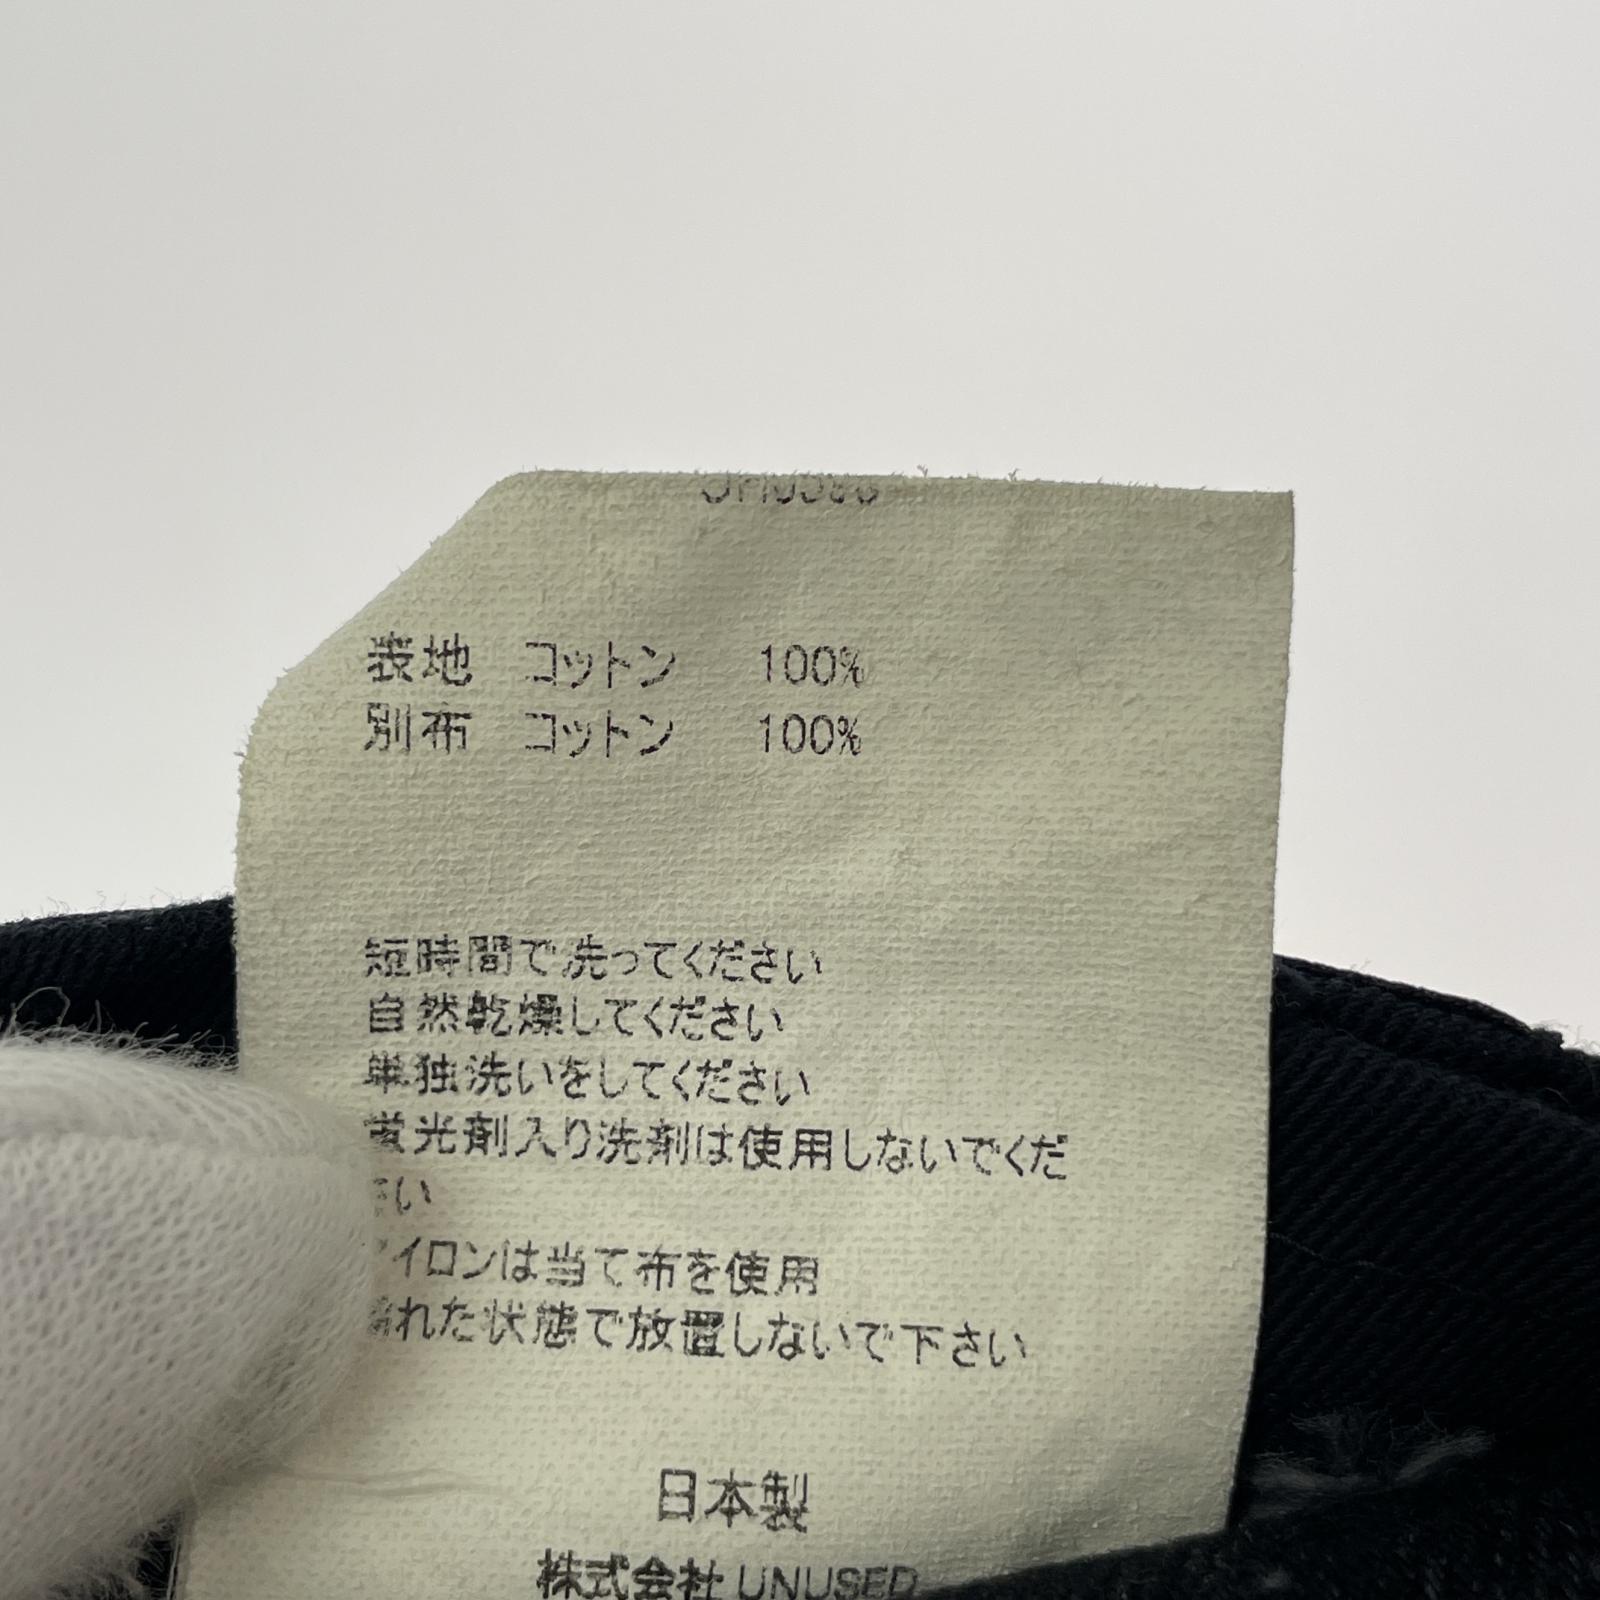 表地 コットン 100%
別布 コットン 100%
短時間で洗ってください
自然乾燥してください
単独洗いをしてください
蛍光剤入り洗剤は使用しないでくだ
さい
アイロンは当て布を使用
濡れた状態で放置しないで下さい
日本製
株式会社 UNUSED